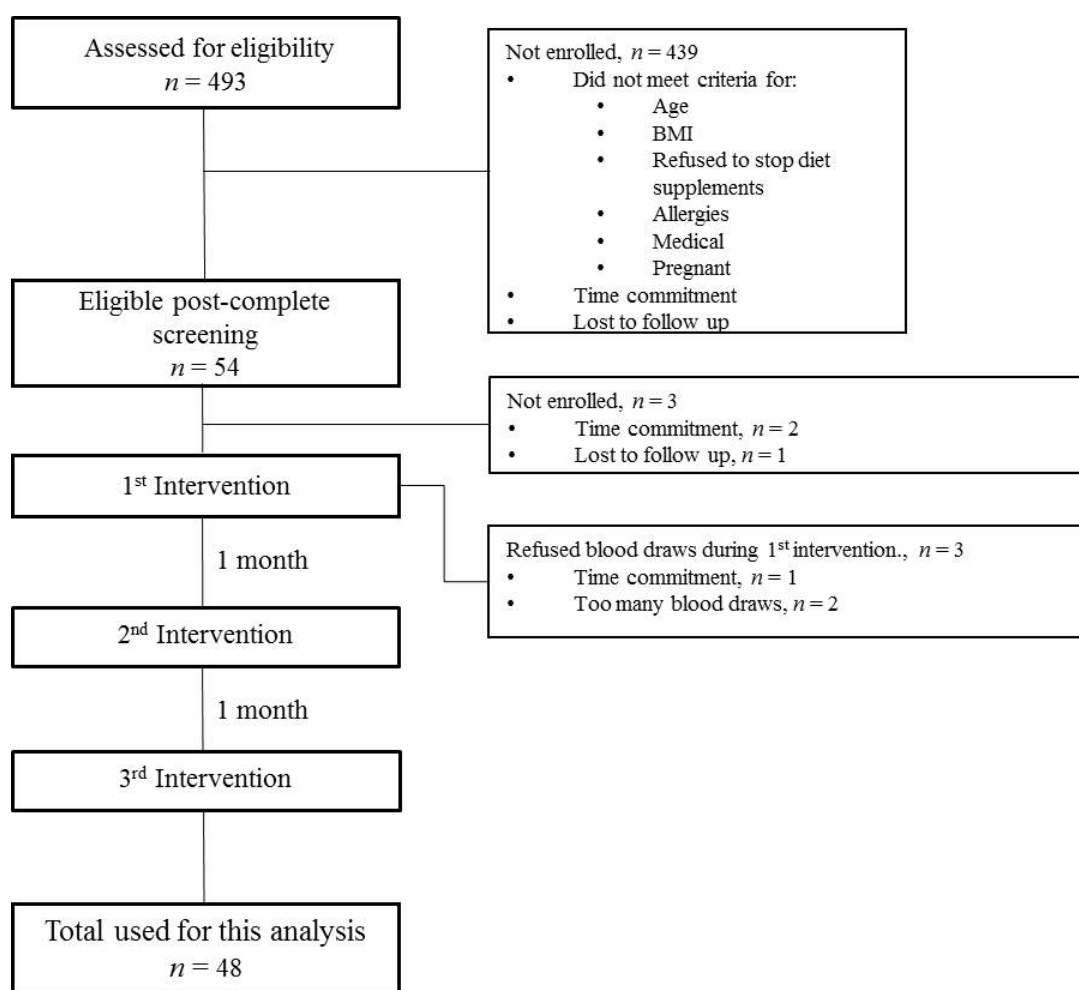 Assessed for eligibility
n = 493
Not enrolled, n = 439
• Did not meet criteria for:
• Age
• BMI
• Refused to stop diet
supplements
• Allergies
• Medical
• Pregnant
• Time commitment
• Lost to follow up
Eligible post-complete
screening
n = 54
Not enrolled, n = 3
• Time commitment, n = 2
• Lost to follow up, n = 1
1st Intervention
Refused blood draws during 1st intervention., n = 3
• Time commitment, n = 1
• Too many blood draws, n = 2
1 month
2nd Intervention
1 month
3rd Intervention
Total used for this analysis
n = 48